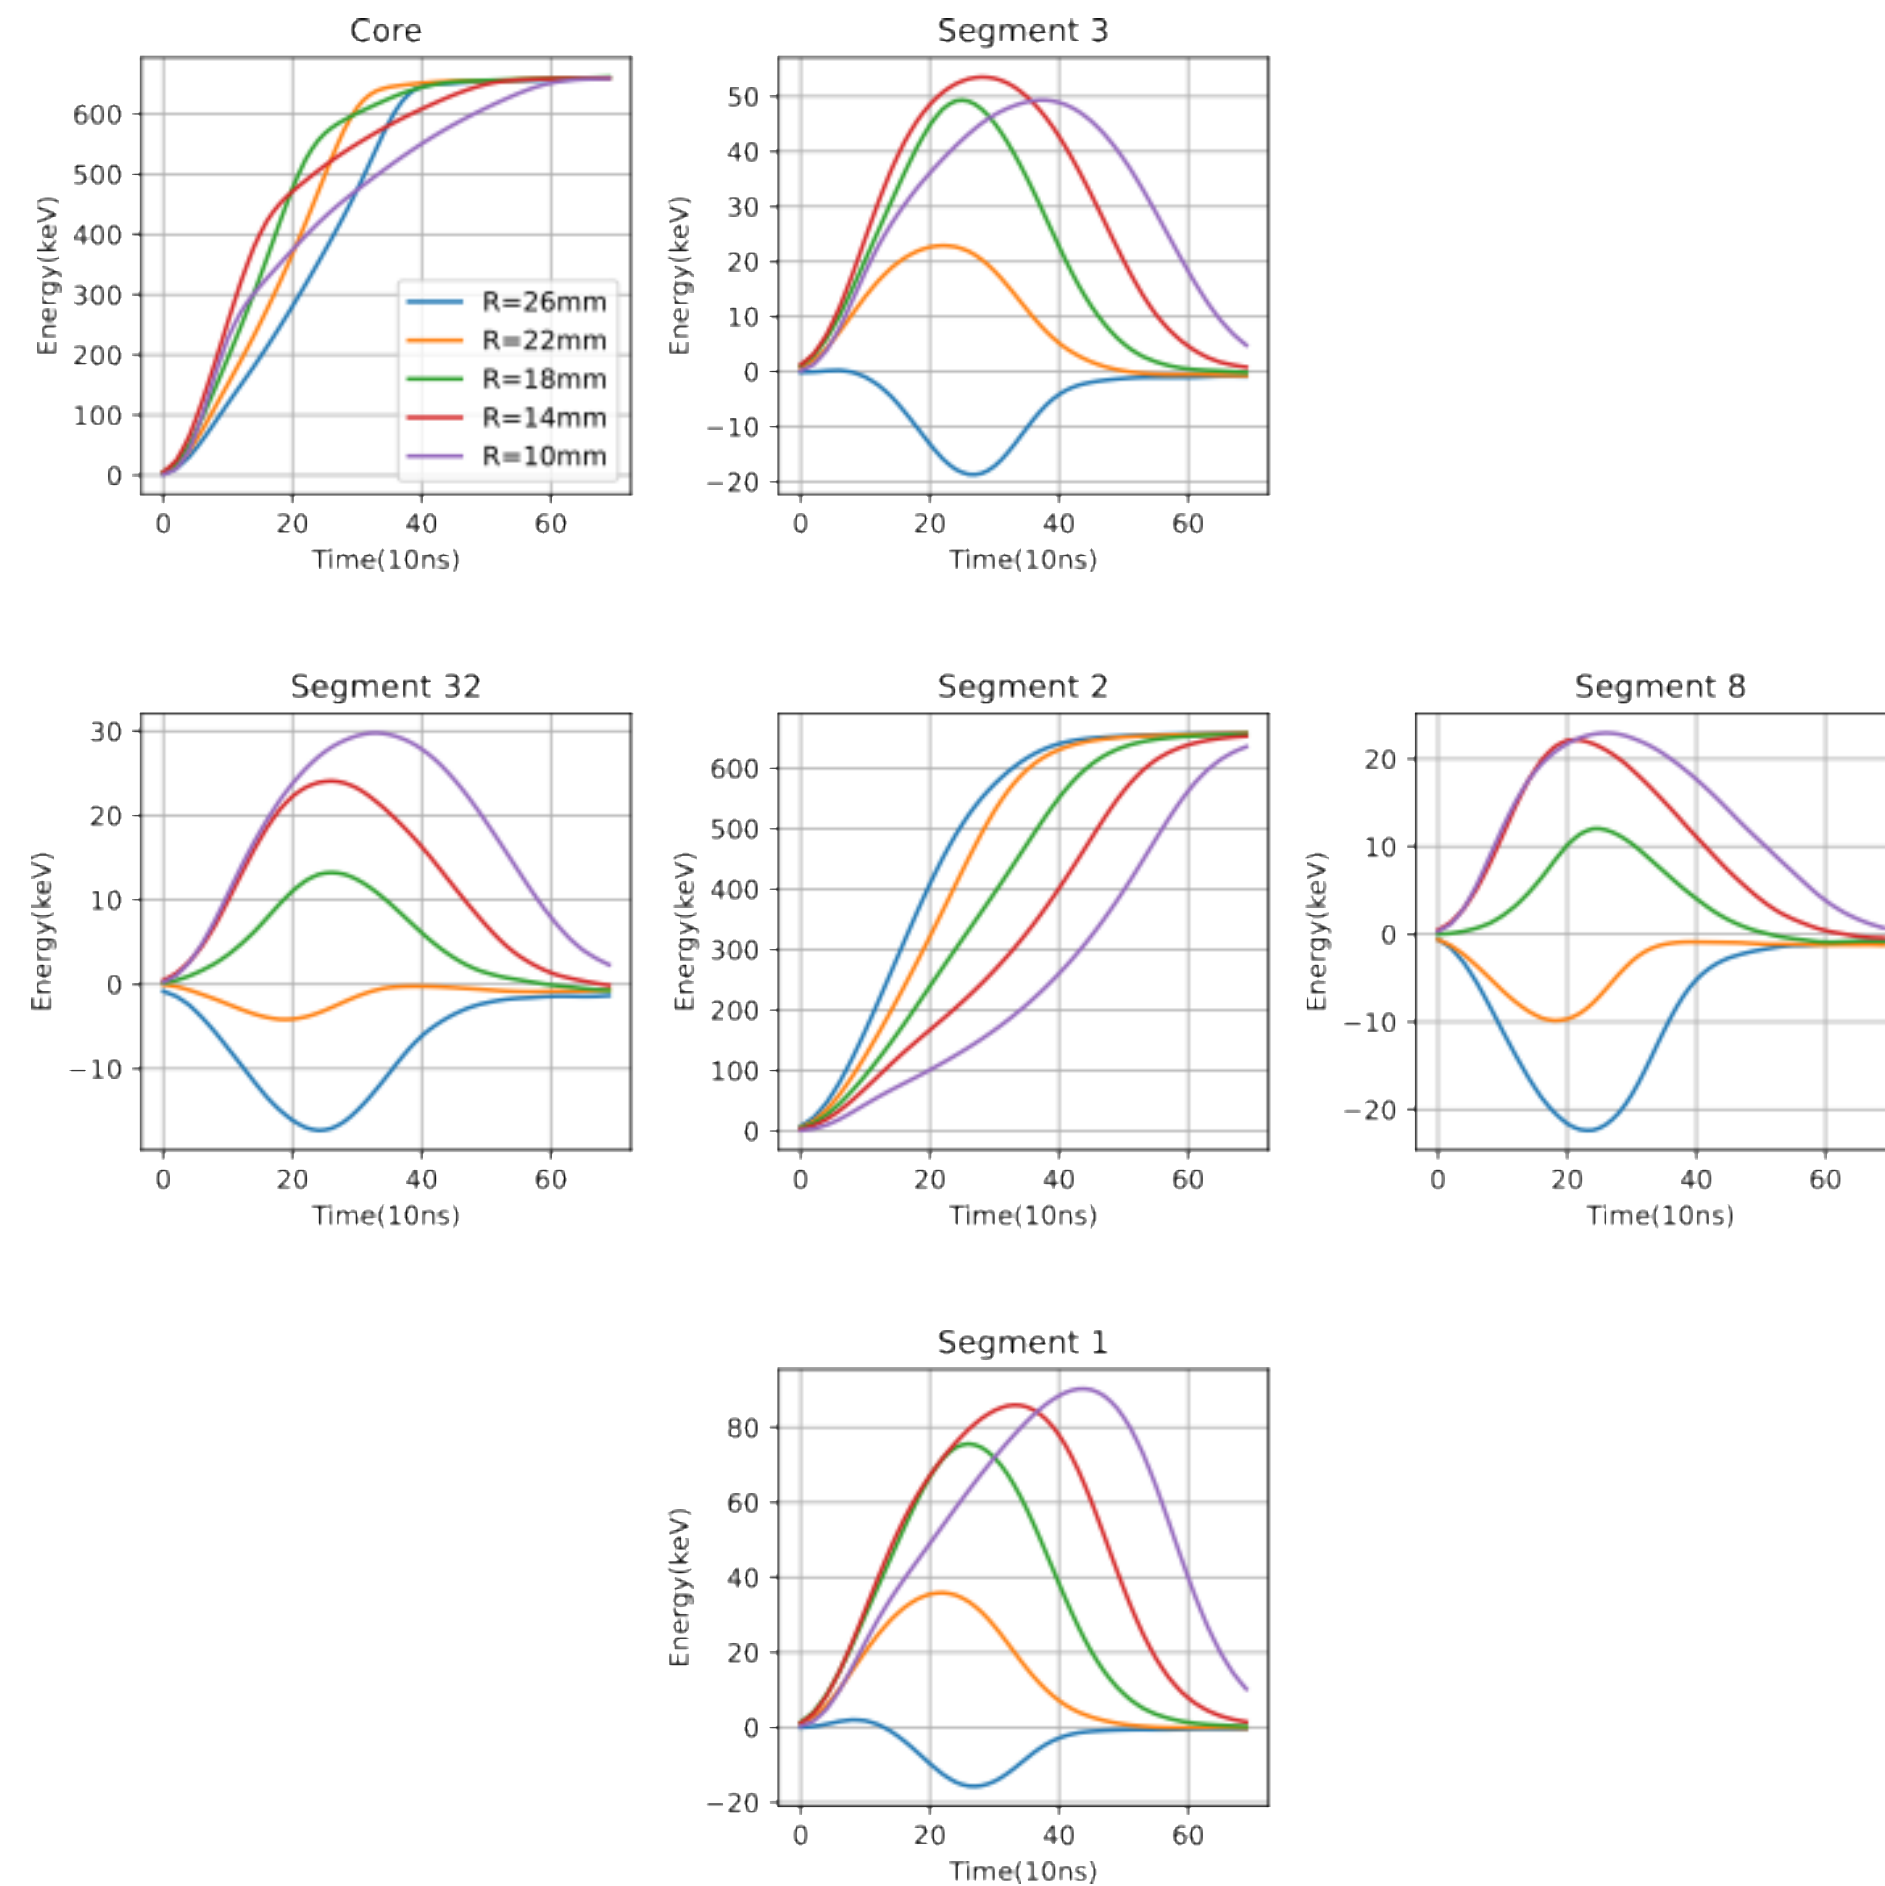 Core
Energy(keV)
600
500
400
300
200
100
0
0 20 40 60
Time(10ns)
R=26mm
R=22mm
R=18mm
R=14mm
R=10mm
Segment 3
Energy(keV)
50
40
30
20
10
0
−10
−20
0 20 40 60
Time(10ns)
Segment 32
Energy(keV)
30
20
10
0
−10
0 20 40 60
Time(10ns)
Segment 2
Energy(keV)
600
500
400
300
200
100
0
0 20 40 60
Time(10ns)
Segment 8
Energy(keV)
20
10
0
−10
−20
0 20 40 60
Time(10ns)
Segment 1
Energy(keV)
80
60
40
20
0
−20
0 20 40 60
Time(10ns)